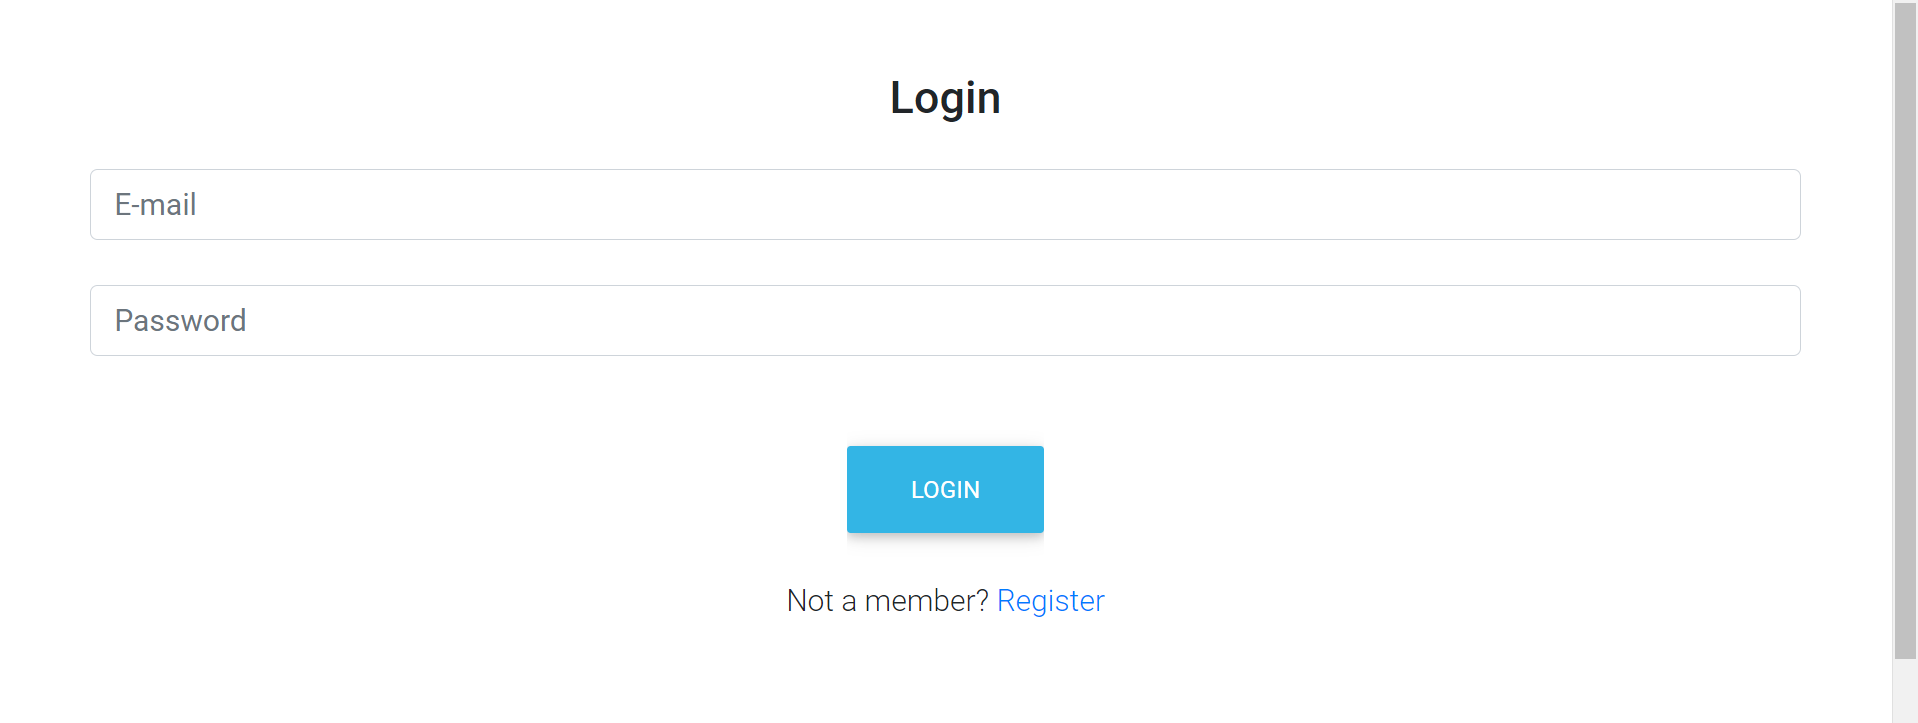 Login
E-mail
Password
LOGIN
Not a member? Register